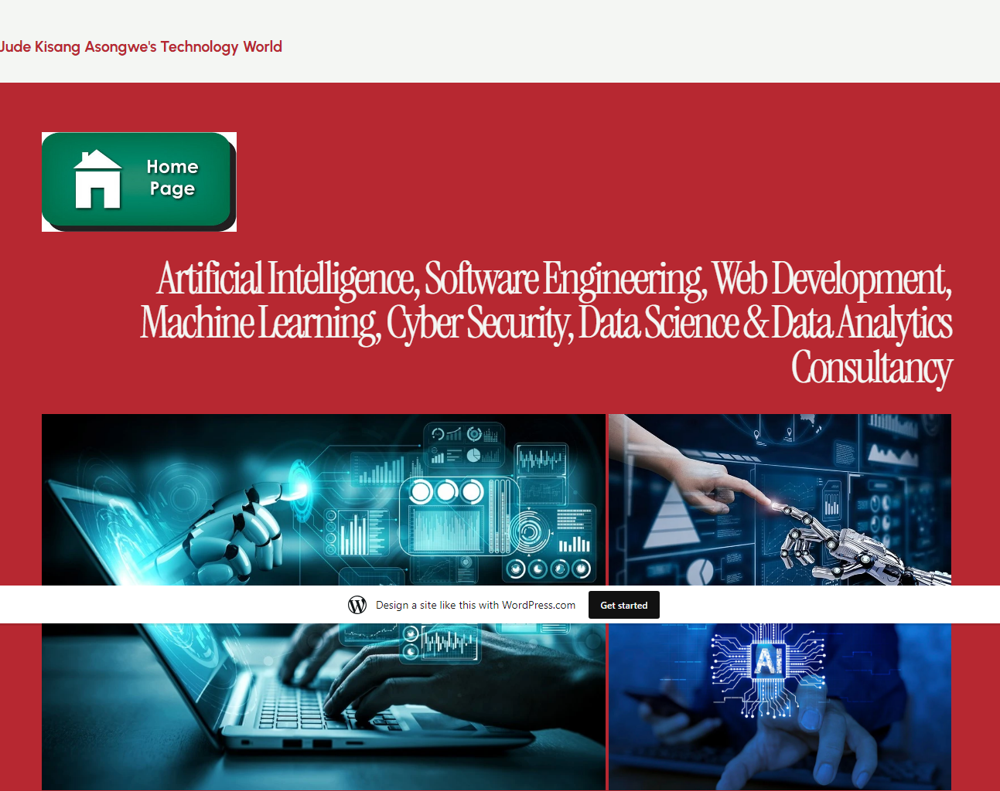 Jude Kisang Asongwe's Technology World
Home
Page
Artificial Intelligence, Software Engineering, Web Development,
Machine Learning, Cyber Security, Data Science & Data Analytics
Consultancy
Design a site like this with WordPress.com
Get started
AI